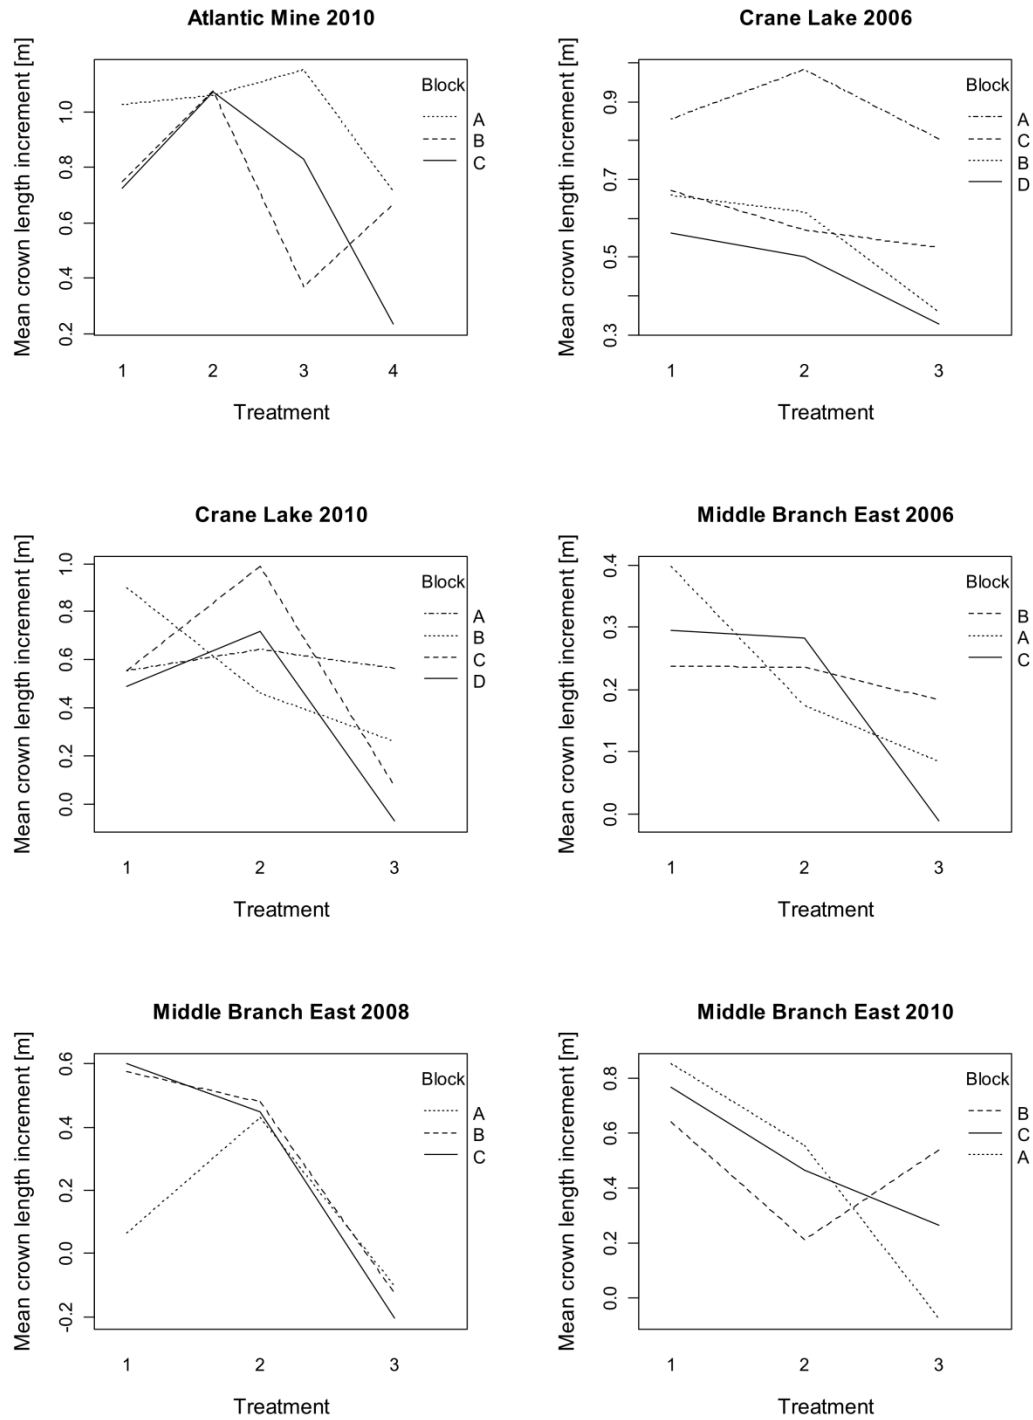 Atlantic Mine 2010
Mean crown length increment [m]
1.0
0.8
0.6
0.4
0.2
1 2 3 4
Treatment
Block
A
B
C
Crane Lake 2006
Mean crown length increment [m]
0.9
0.7
0.5
0.3
1 2 3
Treatment
Block
A
C
B
D
Crane Lake 2010
Mean crown length increment [m]
1.0
0.8
0.6
0.4
0.2
0.0
1 2 3
Treatment
Block
A
B
C
D
Middle Branch East 2006
Mean crown length increment [m]
0.4
0.3
0.2
0.1
0.0
1 2 3
Treatment
Block
B
A
C
Middle Branch East 2008
Mean crown length increment [m]
0.6
0.4
0.2
0.0
-0.2
1 2 3
Treatment
Block
A
B
C
Middle Branch East 2010
Mean crown length increment [m]
0.8
0.6
0.4
0.2
0.0
1 2 3
Treatment
Block
B
C
A